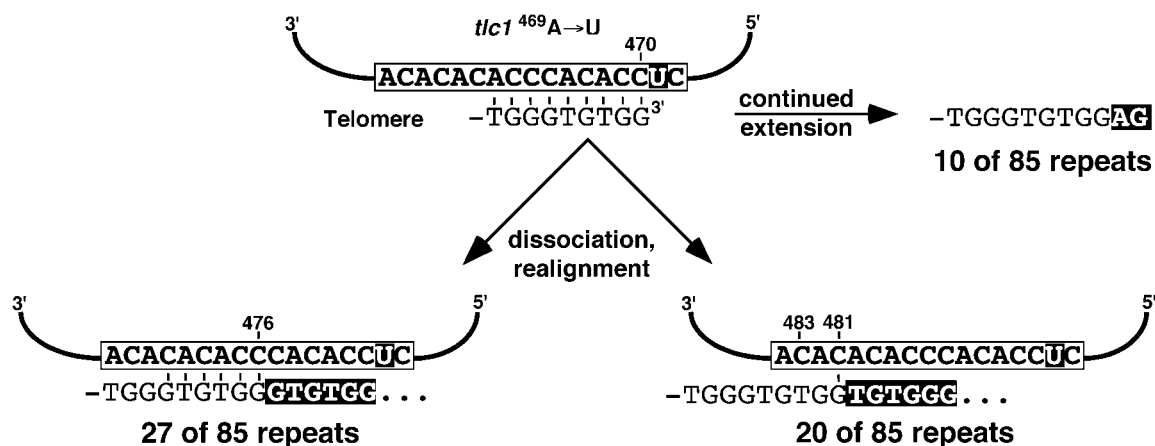 tlc1 469A→U
3' 5'
470
ACACACACCCACACCUC
Telomere –TGGGTGTGG3'
continued extension
–TGGGTGTGGAG
10 of 85 repeats
dissociation,
realignment
3' 5'
476
ACACACACCCACACCUC
–TGGGTGTGGGTGTGG...
27 of 85 repeats
3' 5'
483 481
ACACACACCCACACCUC
–TGGGTGTGGTGTGGG...
20 of 85 repeats